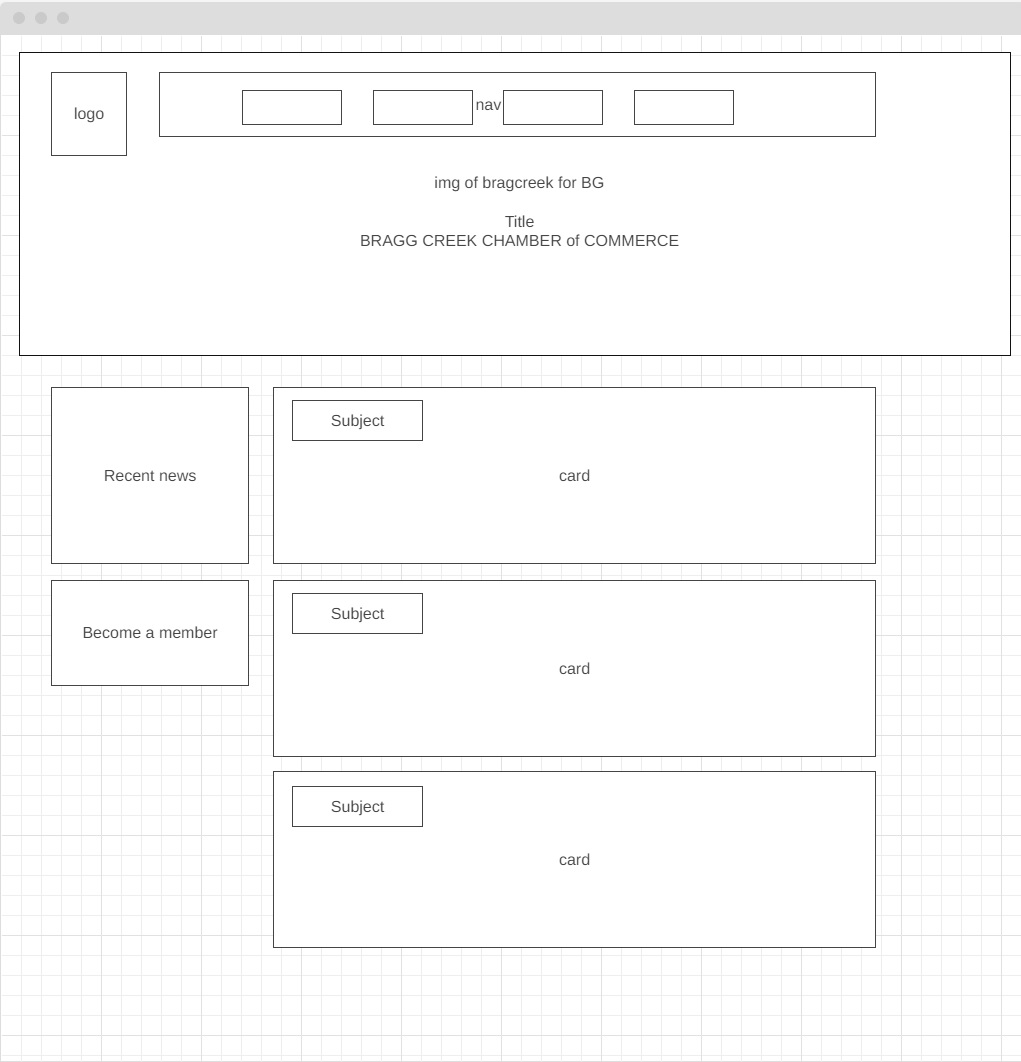 logo
nav
img of bragcreek for BG
Title
BRAGG CREEK CHAMBER of COMMERCE
Recent news
Subject
card
Become a member
Subject
card
Subject
card